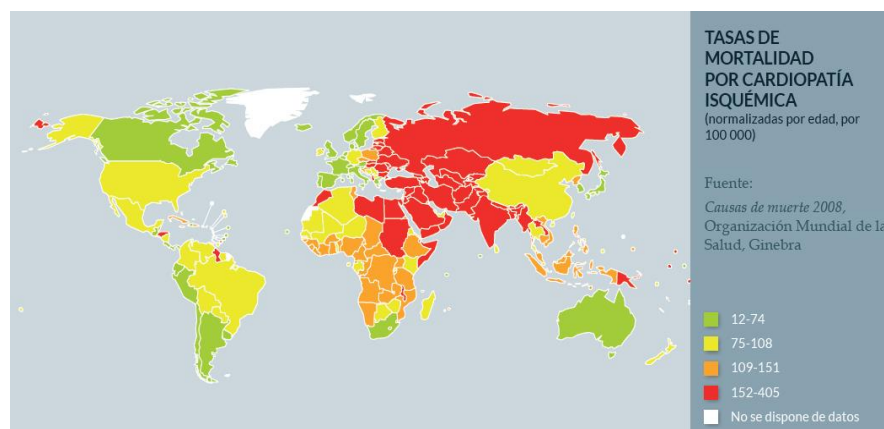 TASAS DE
MORTALIDAD
POR CARDIOPATÍA
ISQUÉMICA
(normalizadas por edad, por
100 000)
Fuente:
Causas de muerte 2008,
Organización Mundial de la
Salud, Ginebra
12-74
75-108
109-151
152-405
No se dispone de datos